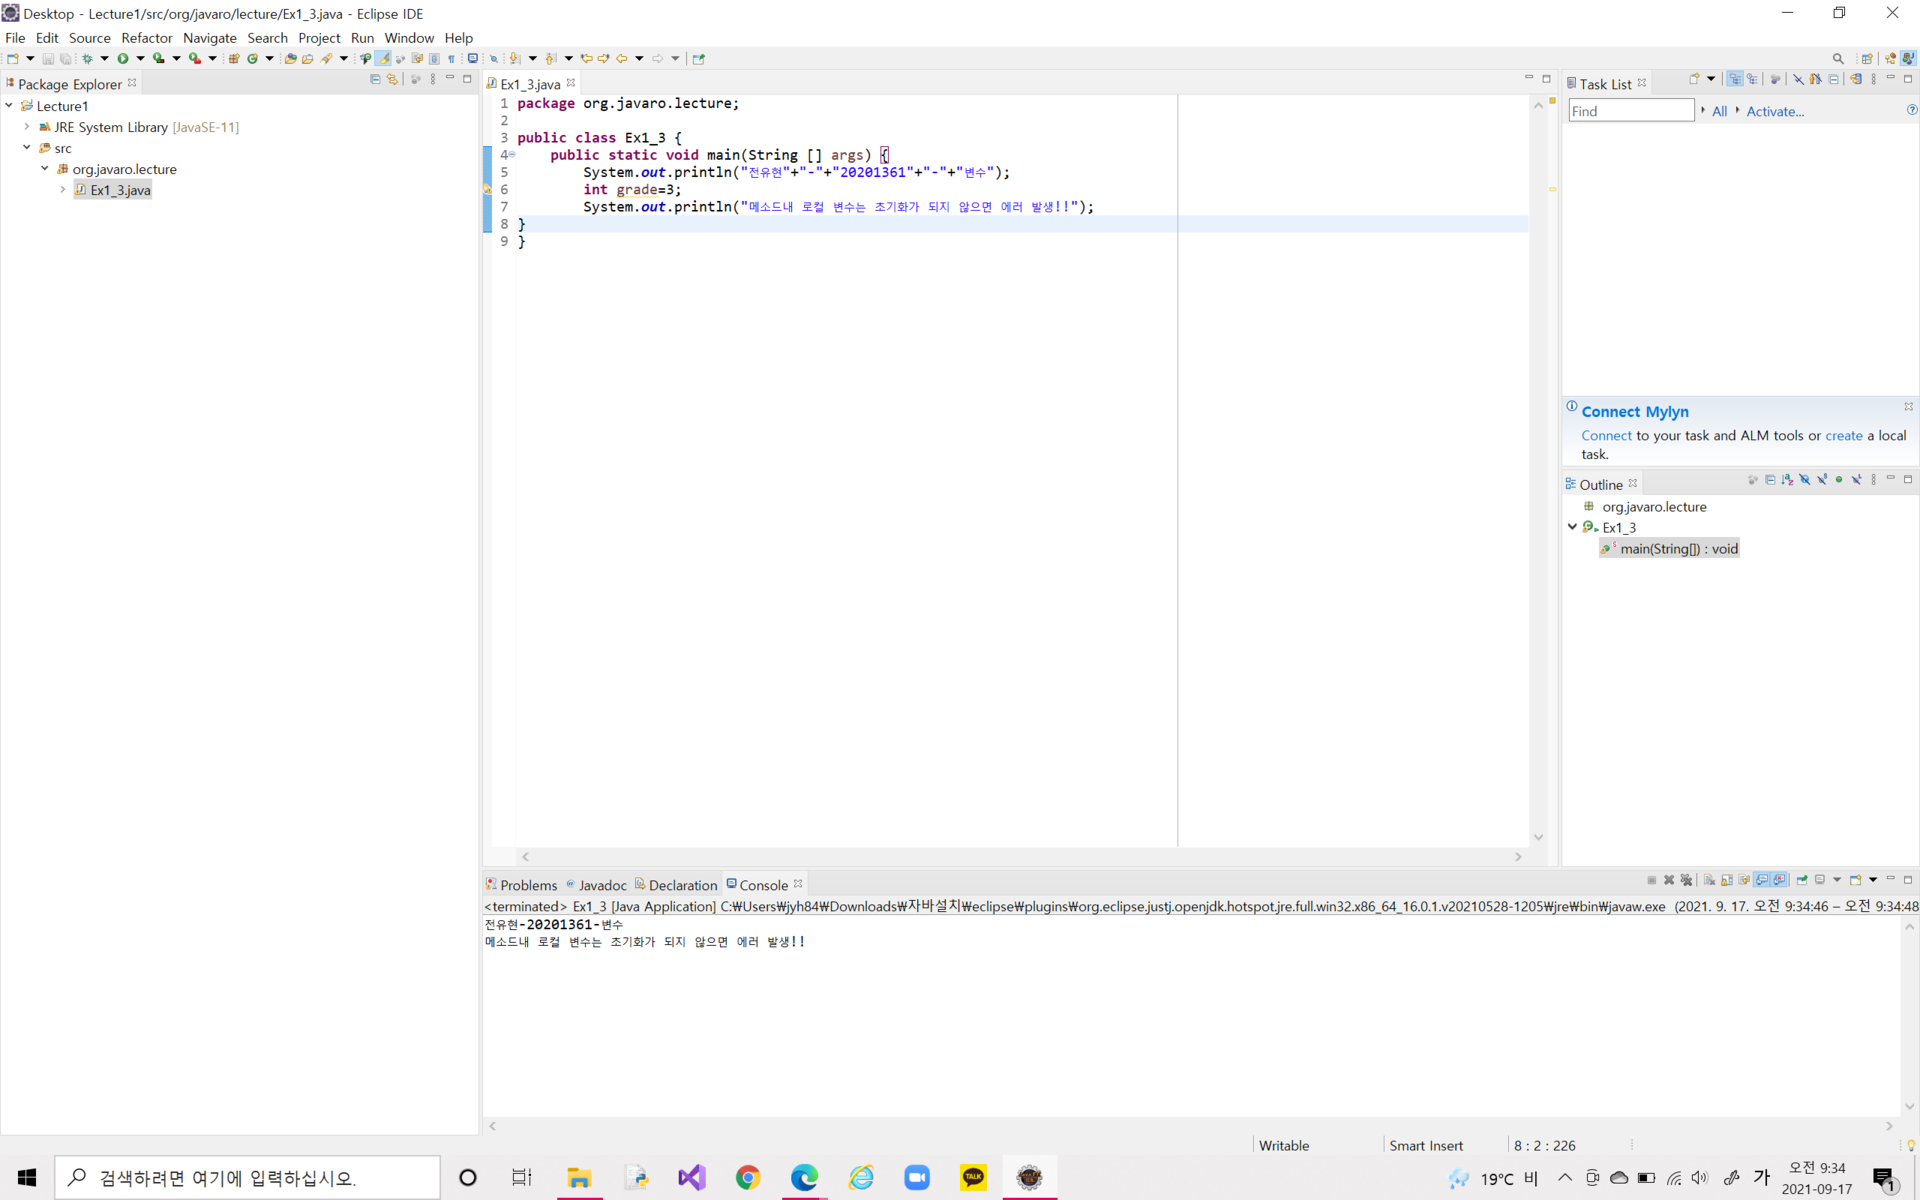 Desktop - Lecture1/src/org/javaro/lecture/Ex1_3.java - Eclipse IDE
File Edit Source Refactor Navigate Search Project Run Window Help
Package Explorer
Lecture1
JRE System Library [JavaSE-11]
src
org.javaro.lecture
Ex1_3.java
Ex1_3.java
1 package org.javaro.lecture;
2
3 public class Ex1_3 {
4 public static void main(String [] args) {
5 System.out.println("전유현"+"-"+"20201361"+"-"+"변수");
6 int grade=3;
7 System.out.println("메소드내 로컬 변수는 초기화가 되지 않으면 에러 발생!!");
8 }
9 }
Task List
Find
All
Activate...
Connect Mylyn
Connect to your task and ALM tools or create a local
task.
Outline
org.javaro.lecture
Ex1_3
main(String[]) : void
Problems Javadoc Declaration Console
<terminated> Ex1_3 [Java Application] C:₩Users₩jyh84₩Downloads₩자바설치₩eclipse₩plugins₩org.eclipse.justj.openjdk.hotspot.jre.full.win32.x86_64_16.0.1.v20210528-1205₩jre₩bin₩javaw.exe (2021. 9. 17. 오전 9:34:46 – 오전 9:34:48
전유현-20201361-변수
메소드내 로컬 변수는 초기화가 되지 않으면 에러 발생!!
Writable Smart Insert 8 : 2 : 226
검색하려면 여기에 입력하십시오.
TALK
19°C 비
가
오전 9:34
2021-09-17
1